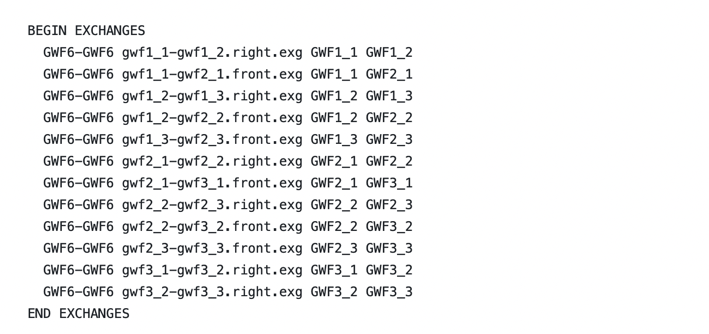 BEGIN EXCHANGES
GWF6-GWF6 gwf1_1-gwf1_2.right.exg GWF1_1 GWF1_2
GWF6-GWF6 gwf1_1-gwf2_1.front.exg GWF1_1 GWF2_1
GWF6-GWF6 gwf1_2-gwf1_3.right.exg GWF1_2 GWF1_3
GWF6-GWF6 gwf1_2-gwf2_2.front.exg GWF1_2 GWF2_2
GWF6-GWF6 gwf1_3-gwf2_3.front.exg GWF1_3 GWF2_3
GWF6-GWF6 gwf2_1-gwf2_2.right.exg GWF2_1 GWF2_2
GWF6-GWF6 gwf2_1-gwf3_1.front.exg GWF2_1 GWF3_1
GWF6-GWF6 gwf2_2-gwf2_3.right.exg GWF2_2 GWF2_3
GWF6-GWF6 gwf2_2-gwf3_2.front.exg GWF2_2 GWF3_2
GWF6-GWF6 gwf2_3-gwf3_3.front.exg GWF2_3 GWF3_3
GWF6-GWF6 gwf3_1-gwf3_2.right.exg GWF3_1 GWF3_2
GWF6-GWF6 gwf3_2-gwf3_3.right.exg GWF3_2 GWF3_3
END EXCHANGES